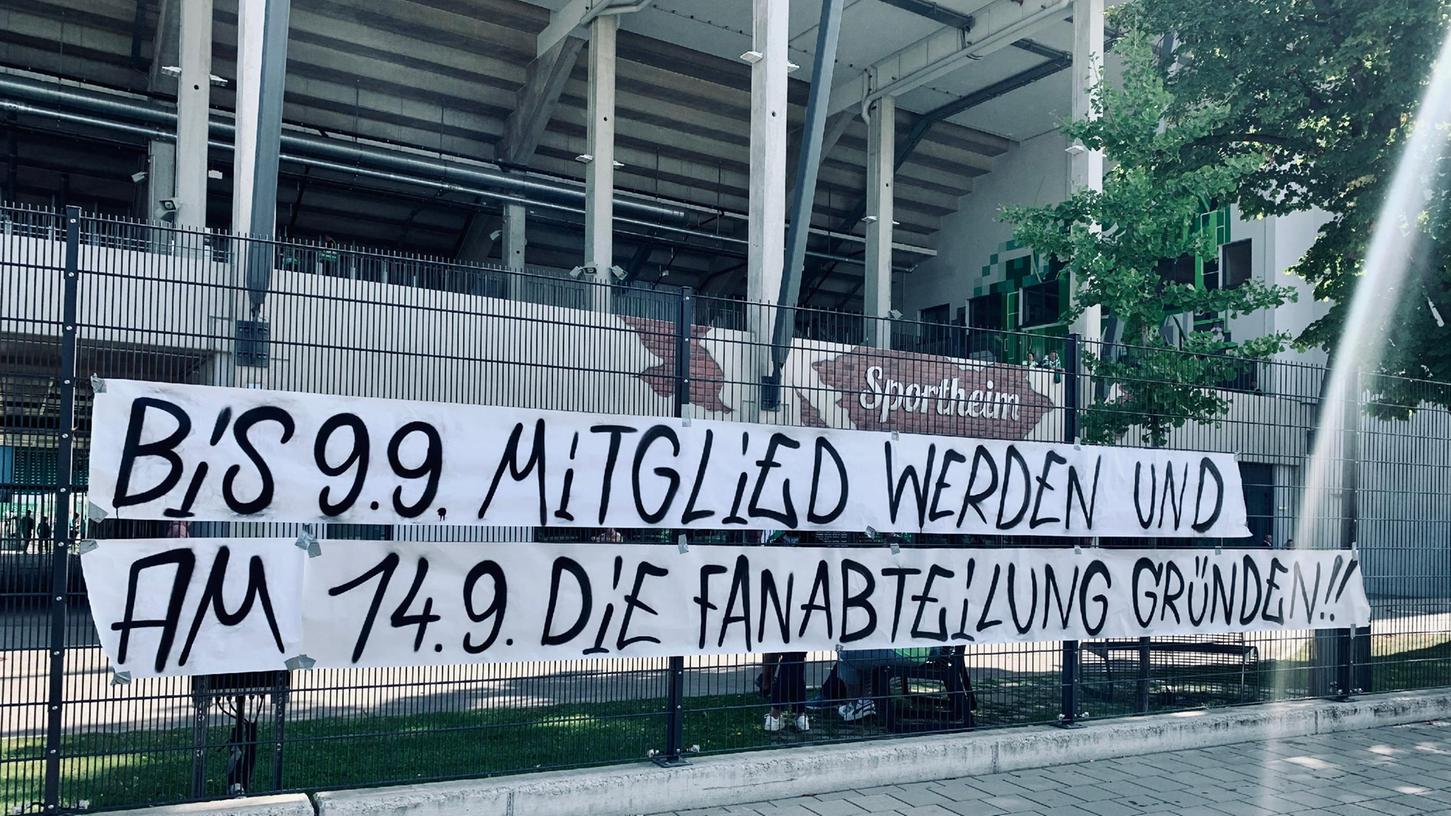 Sportheim
BiS 9.9. MiTGLiED WERDEN UND
AM 14.9. DiE FANABTEiLUNG GRÜNDEN!!